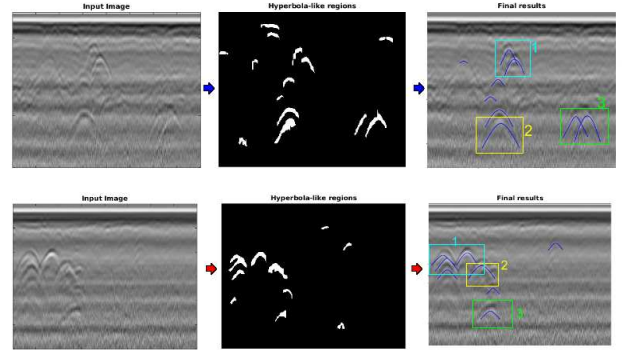 Input Image
Hyperbola-like regions
Final results
1
2
3
Input Image
Hyperbola-like regions
Final results
1
2
3